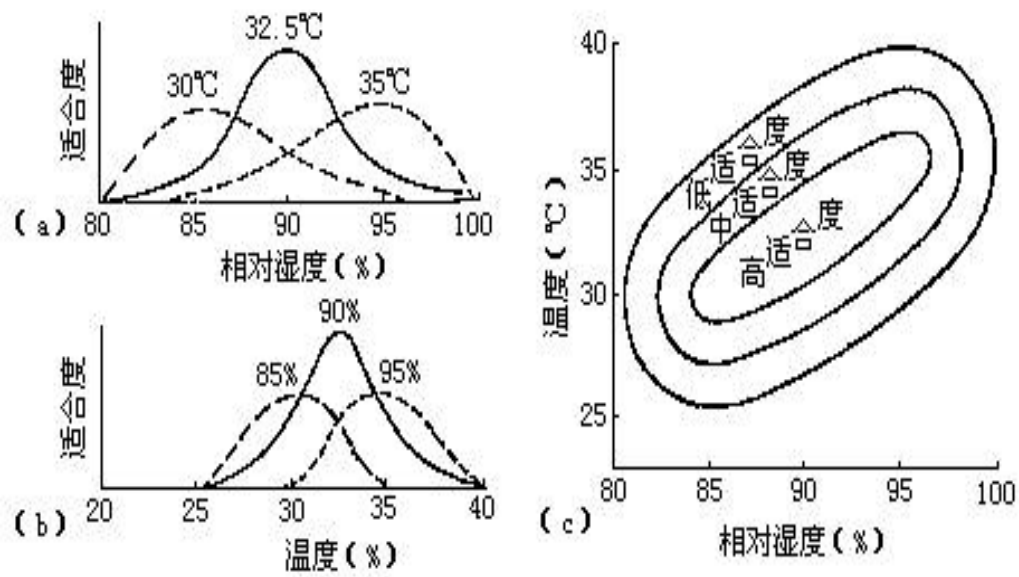 32.5℃
30℃
35℃
适合度
80 85 90 95 100
(a)
相对湿度(%)
90%
85%
95%
适合度
20 25 30 35 40
(b)
温度(%)
40
35
30
25
温度(℃)
低适合度
中适合度
高适合度
80 85 90 95 100
(c)
相对湿度(%)